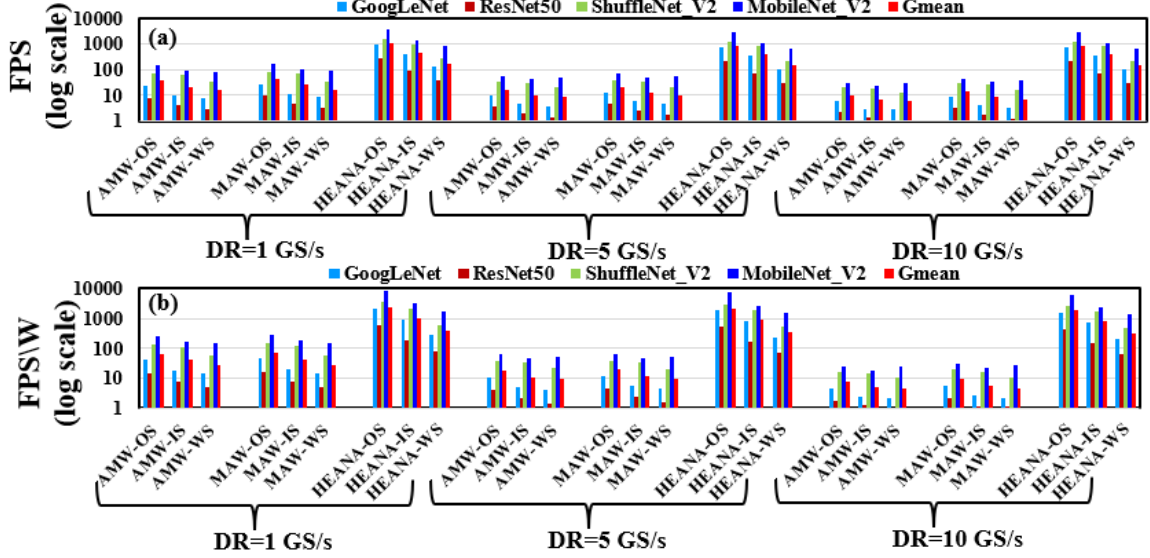 GoogLeNet ResNet50 ShuffleNet_V2 MobileNet_V2 Gmean
FPS
(log scale)
10000
1000
100
10
1
(a)
AMW-OS AMW-IS AMW-WS MAW-OS MAW-IS MAW-WS HEANA-OS HEANA-IS HEANA-WS AMW-OS AMW-IS AMW-WS MAW-OS MAW-IS MAW-WS HEANA-OS HEANA-IS HEANA-WS AMW-OS AMW-IS AMW-WS MAW-OS MAW-IS MAW-WS HEANA-OS HEANA-IS HEANA-WS
DR=1 GS/s DR=5 GS/s DR=10 GS/s
GoogLeNet ResNet50 ShuffleNet_V2 MobileNet_V2 Gmean
FPS\W
(log scale)
10000
1000
100
10
1
(b)
AMW-OS AMW-IS AMW-WS MAW-OS MAW-IS MAW-WS HEANA-OS HEANA-IS HEANA-WS AMW-OS AMW-IS AMW-WS MAW-OS MAW-IS MAW-WS HEANA-OS HEANA-IS HEANA-WS AMW-OS AMW-IS AMW-WS MAW-OS MAW-IS MAW-WS HEANA-OS HEANA-IS HEANA-WS
DR=1 GS/s DR=5 GS/s DR=10 GS/s